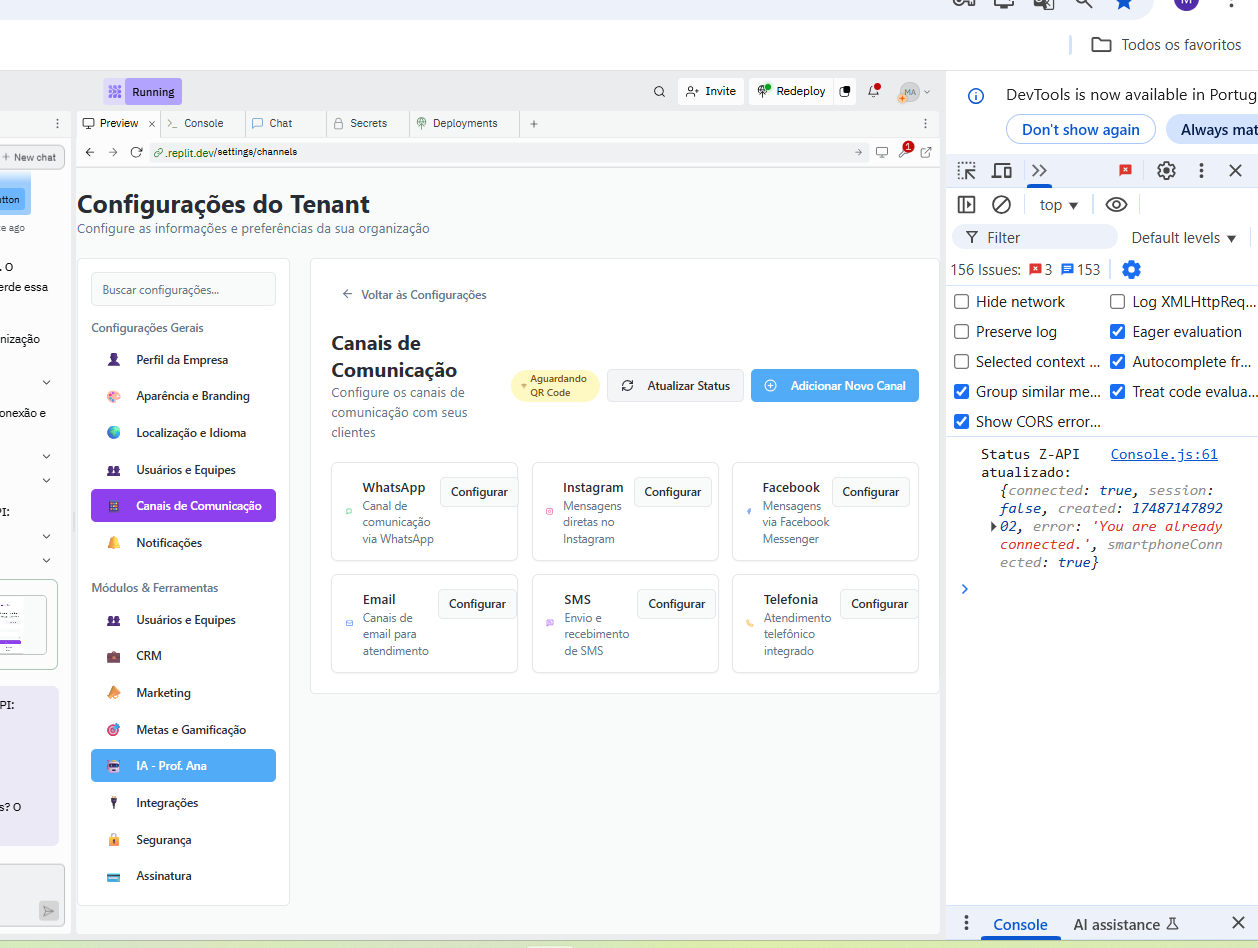 M
Todos os favoritos
Running
Invite
Redeploy
MA
Preview
Console
Chat
Secrets
Deployments
.replit.dev/settings/channels
1
New chat
tton
e ago
. O
erde essa
nização
onexão e
PI:
PI:
s? O
Configurações do Tenant
Configure as informações e preferências da sua organização
Buscar configurações...
Configurações Gerais
Perfil da Empresa
Aparência e Branding
Localização e Idioma
Usuários e Equipes
Canais de Comunicação
Notificações
Módulos & Ferramentas
Usuários e Equipes
CRM
Marketing
Metas e Gamificação
IA - Prof. Ana
Integrações
Segurança
Assinatura
Voltar às Configurações
Canais de
Comunicação
Configure os canais de
comunicação com seus
clientes
Aguardando
QR Code
Atualizar Status
Adicionar Novo Canal
WhatsApp
Canal de
comunicação
via WhatsApp
Configurar
Instagram
Mensagens
diretas no
Instagram
Configurar
Facebook
Mensagens
via Facebook
Messenger
Configurar
Email
Canais de
email para
atendimento
Configurar
SMS
Envio e
recebimento
de SMS
Configurar
Telefonia
Atendimento
telefônico
integrado
Configurar
DevTools is now available in Portug
Don't show again
Always mat
top
Filter
Default levels
156 Issues: 3 153
Hide network
Log XMLHttpReq...
Preserve log
Eager evaluation
Selected context ...
Autocomplete fr...
Group similar me...
Treat code evalua...
Show CORS error...
Status Z-API Console.js:61
atualizado:
{connected: true, session:
false, created: 17487147892
02, error: 'You are already
connected.', smartphoneConn
ected: true}
Console
AI assistance